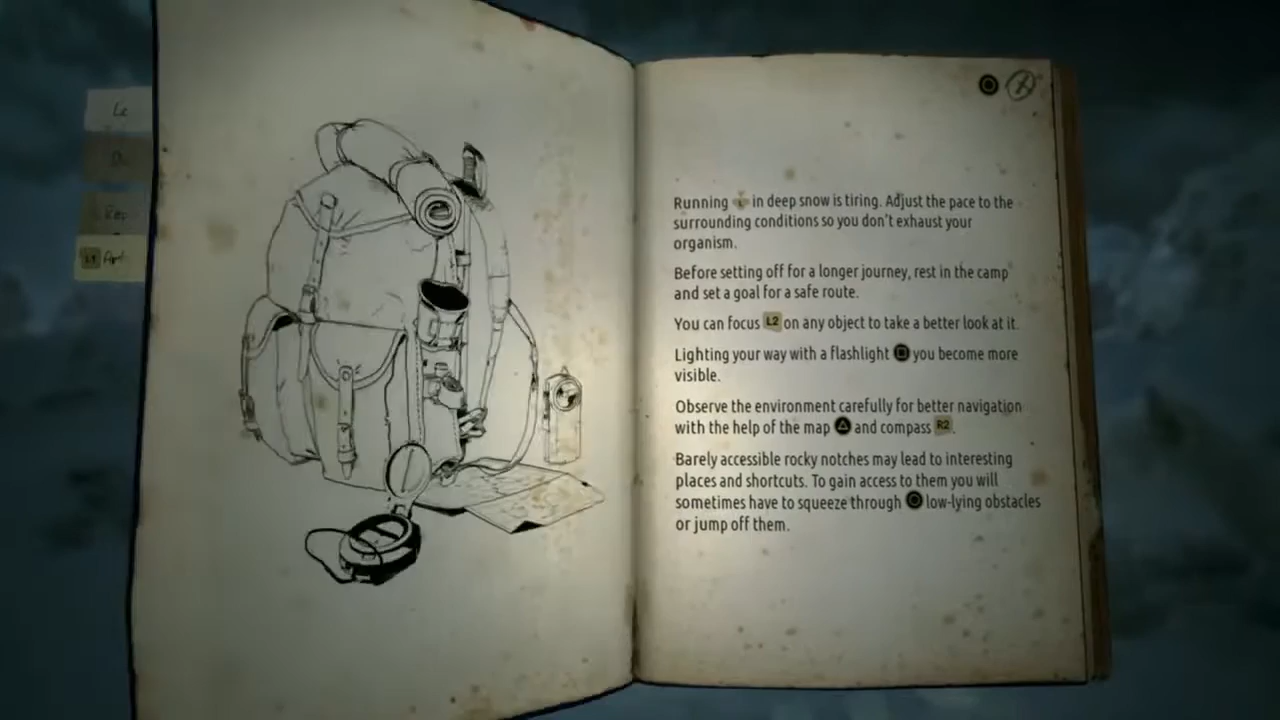 Running L in deep snow is tiring. Adjust the pace to the
surrounding conditions so you don't exhaust your
organism.
Before setting off for a longer journey, rest in the camp
and set a goal for a safe route.
You can focus L2 on any object to take a better look at it.
Lighting your way with a flashlight you become more
visible.
Observe the environment carefully for better navigation
with the help of the map and compass R2.
Barely accessible rocky notches may lead to interesting
places and shortcuts. To gain access to them you will
sometimes have to squeeze through low-lying obstacles
or jump off them.